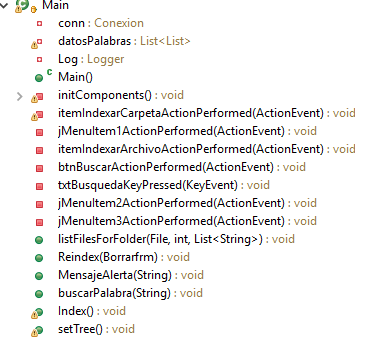 Main
conn : Conexion
datosPalabras : List<List>
Log : Logger
Main()
initComponents() : void
itemIndexarCarpetaActionPerformed(ActionEvent) : void
jMenuItem1ActionPerformed(ActionEvent) : void
itemIndexarArchivoActionPerformed(ActionEvent) : void
btnBuscarActionPerformed(ActionEvent) : void
txtBusquedaKeyPressed(KeyEvent) : void
jMenuItem2ActionPerformed(ActionEvent) : void
jMenuItem3ActionPerformed(ActionEvent) : void
listFilesForFolder(File, int, List<String>) : void
Reindex(Borrarfrm) : void
MensajeAlerta(String) : void
buscarPalabra(String) : void
Index() : void
setTree() : void